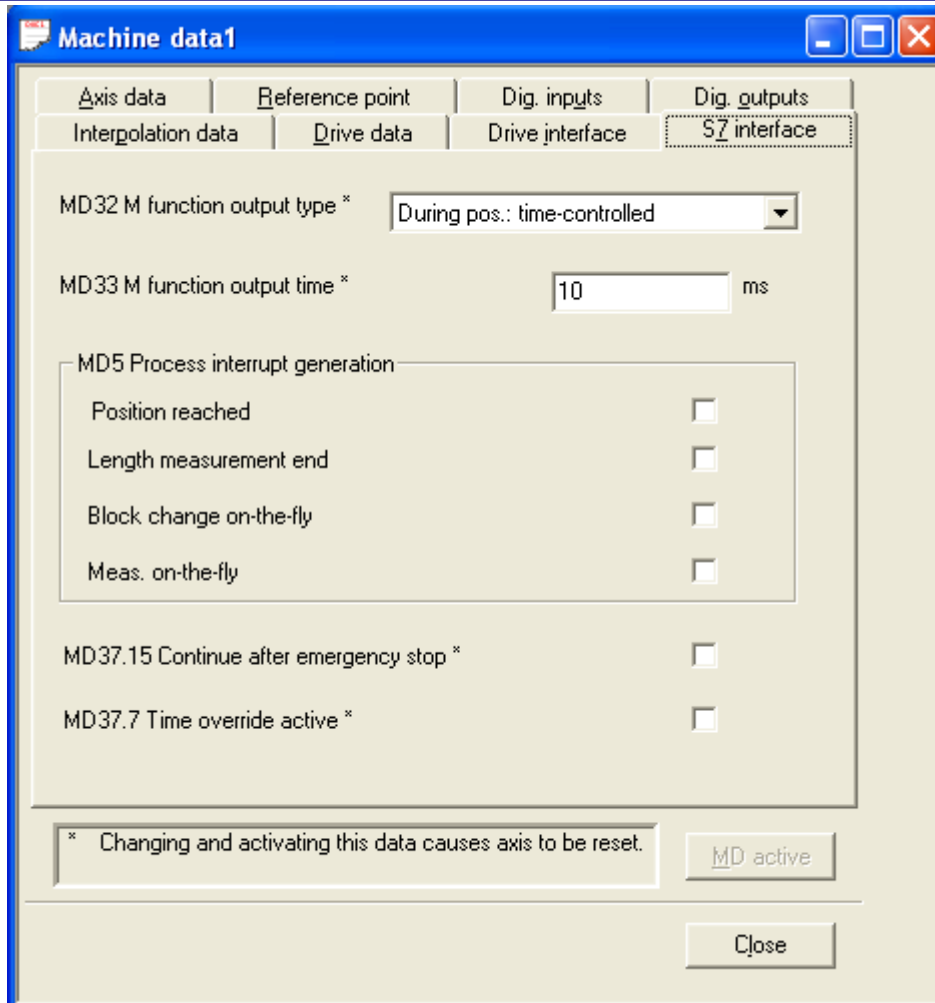 Machine data1
Axis data
Reference point
Dig. inputs
Dig. outputs
Interpolation data
Drive data
Drive interface
S7 interface
MD32 M function output type *
During pos.: time-controlled
MD33 M function output time *
10
ms
MD5 Process interrupt generation
Position reached
Length measurement end
Block change on-the-fly
Meas. on-the-fly
MD37.15 Continue after emergency stop *
MD37.7 Time override active *
* Changing and activating this data causes axis to be reset.
MD active
Close